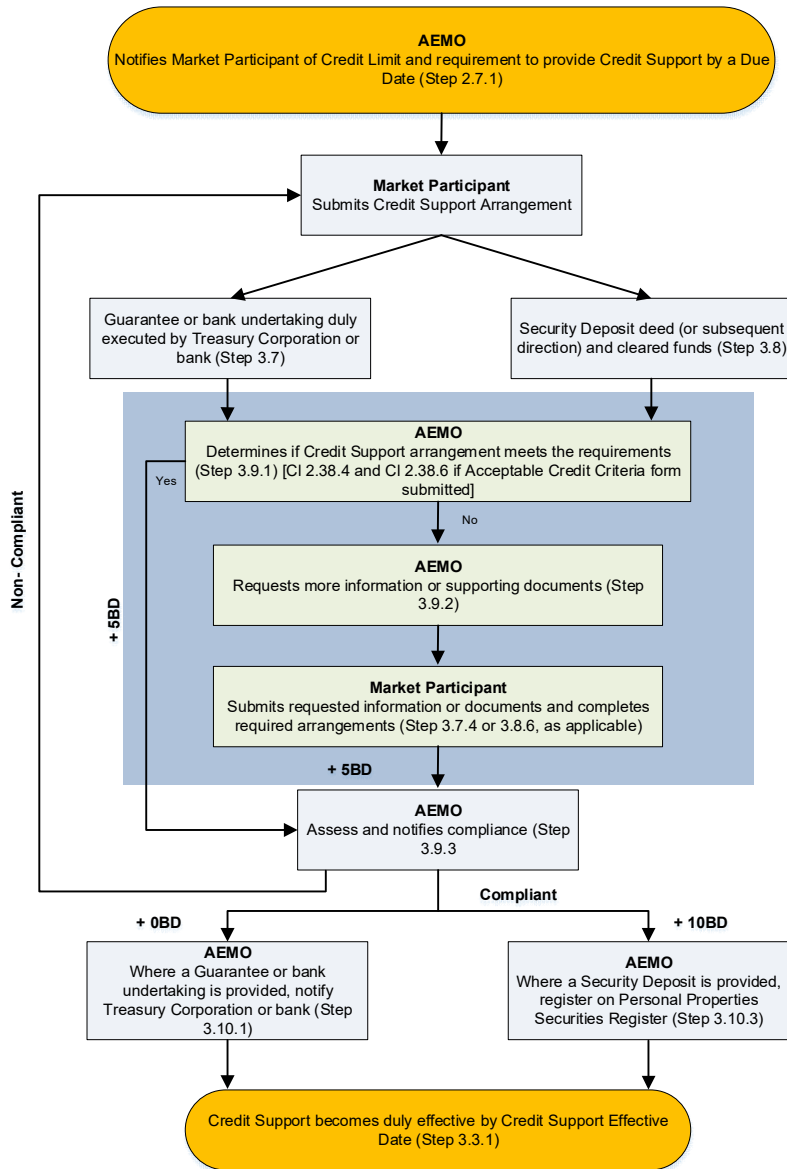 AEMO
Notifies Market Participant of Credit Limit and requirement to provide Credit Support by a Due
Date (Step 2.7.1)
Market Participant
Submits Credit Support Arrangement
Guarantee or bank undertaking duly
executed by Treasury Corporation or
bank (Step 3.7)
Security Deposit deed (or subsequent
direction) and cleared funds (Step 3.8)
AEMO
Determines if Credit Support arrangement meets the requirements
(Step 3.9.1) [Cl 2.38.4 and Cl 2.38.6 if Acceptable Credit Criteria form
submitted]
Yes
No
Non- Compliant
+ 5BD
AEMO
Requests more information or supporting documents (Step
3.9.2)
Market Participant
Submits requested information or documents and completes
required arrangements (Step 3.7.4 or 3.8.6, as applicable)
+ 5BD
AEMO
Assess and notifies compliance (Step
3.9.3
Compliant
+ 0BD
+ 10BD
AEMO
Where a Guarantee or bank
undertaking is provided, notify
Treasury Corporation or bank (Step
3.10.1)
AEMO
Where a Security Deposit is provided,
register on Personal Properties
Securities Register (Step 3.10.3)
Credit Support becomes duly effective by Credit Support Effective
Date (Step 3.3.1)